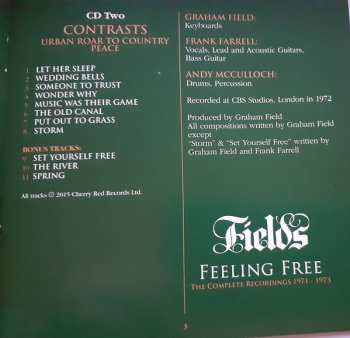 CD Two
CONTRASTS
URBAN ROAR TO COUNTRY
PEACE
1 LET HER SLEEP
2 WEDDING BELLS
3 SOMEONE TO TRUST
4 WONDER WHY
5 MUSIC WAS THEIR GAME
6 THE OLD CANAL
7 PUT OUT TO GRASS
8 STORM
BONUS TRACKS:
9 SET YOURSELF FREE
10 THE RIVER
11 SPRING
All tracks ℗ 2015 Cherry Red Records Ltd.
GRAHAM FIELD:
Keyboards
FRANK FARRELL:
Vocals, Lead and Acoustic Guitars,
Bass Guitar
ANDY MCCULLOCH:
Drums, Percussion
Recorded at CBS Studios, London in 1972
Produced by Graham Field
All compositions written by Graham Field
except
"Storm" & "Set Yourself Free" written by
Graham Field and Frank Farrell
Fields
FEELING FREE
THE COMPLETE RECORDINGS 1971 - 1973
3